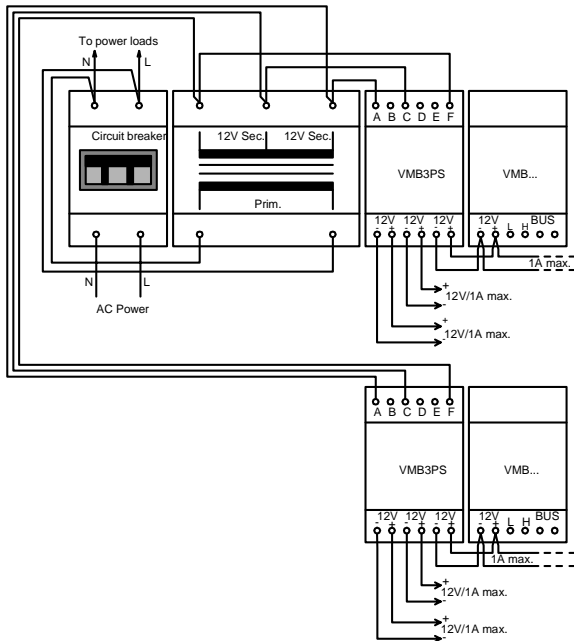 To power loads
N L
Circuit breaker
12V Sec. 12V Sec.
Prim.
A B C D E F
VMB3PS
VMB...
12V 12V 12V
- + - + - +
12V BUS
- + L H
1A max.
N L
AC Power
+
12V/1A max.
-
+
12V/1A max.
-
A B C D E F
VMB3PS
VMB...
12V 12V 12V
- + - + - +
12V BUS
- + L H
1A max.
+
12V/1A max.
-
+
12V/1A max.
-